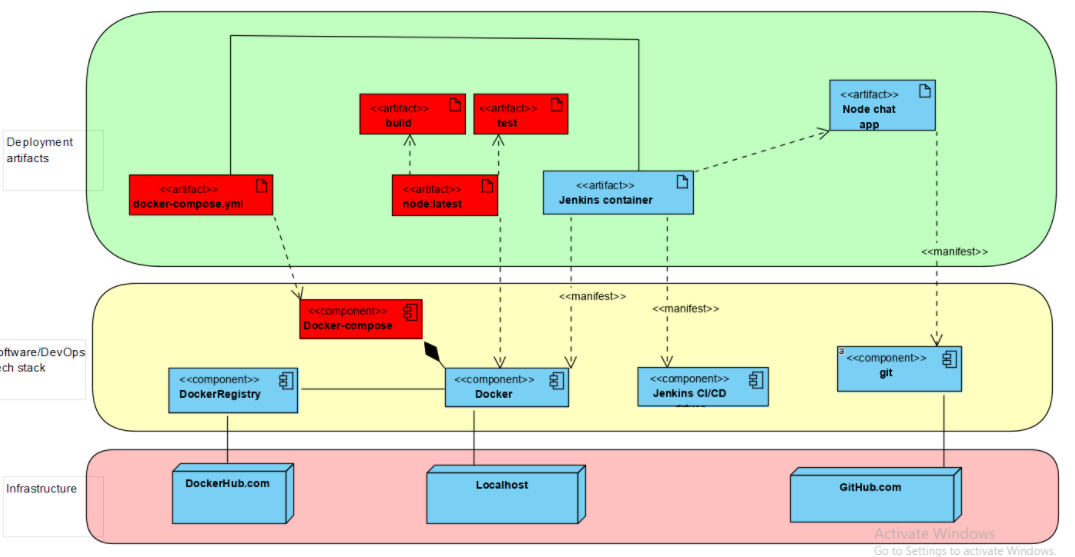 Deployment
artifacts
<<artifact>>
build
<<artifact>>
test
<<artifact>>
Node chat
app
<<artifact>>
docker-compose.yml
<<artifact>>
node:latest
<<artifact>>
Jenkins container
<<manifest>>
<<manifest>>
<<manifest>>
oftware/DevOps
ech stack
<<component>>
Docker-compose
<<component>>
DockerRegistry
<<component>>
Docker
<<component>>
Jenkins CI/CD
a
<<component>>
git
Infrastructure
DockerHub.com
Localhost
GitHub.com
Activate Windows
Go to Settings to activate Windows.